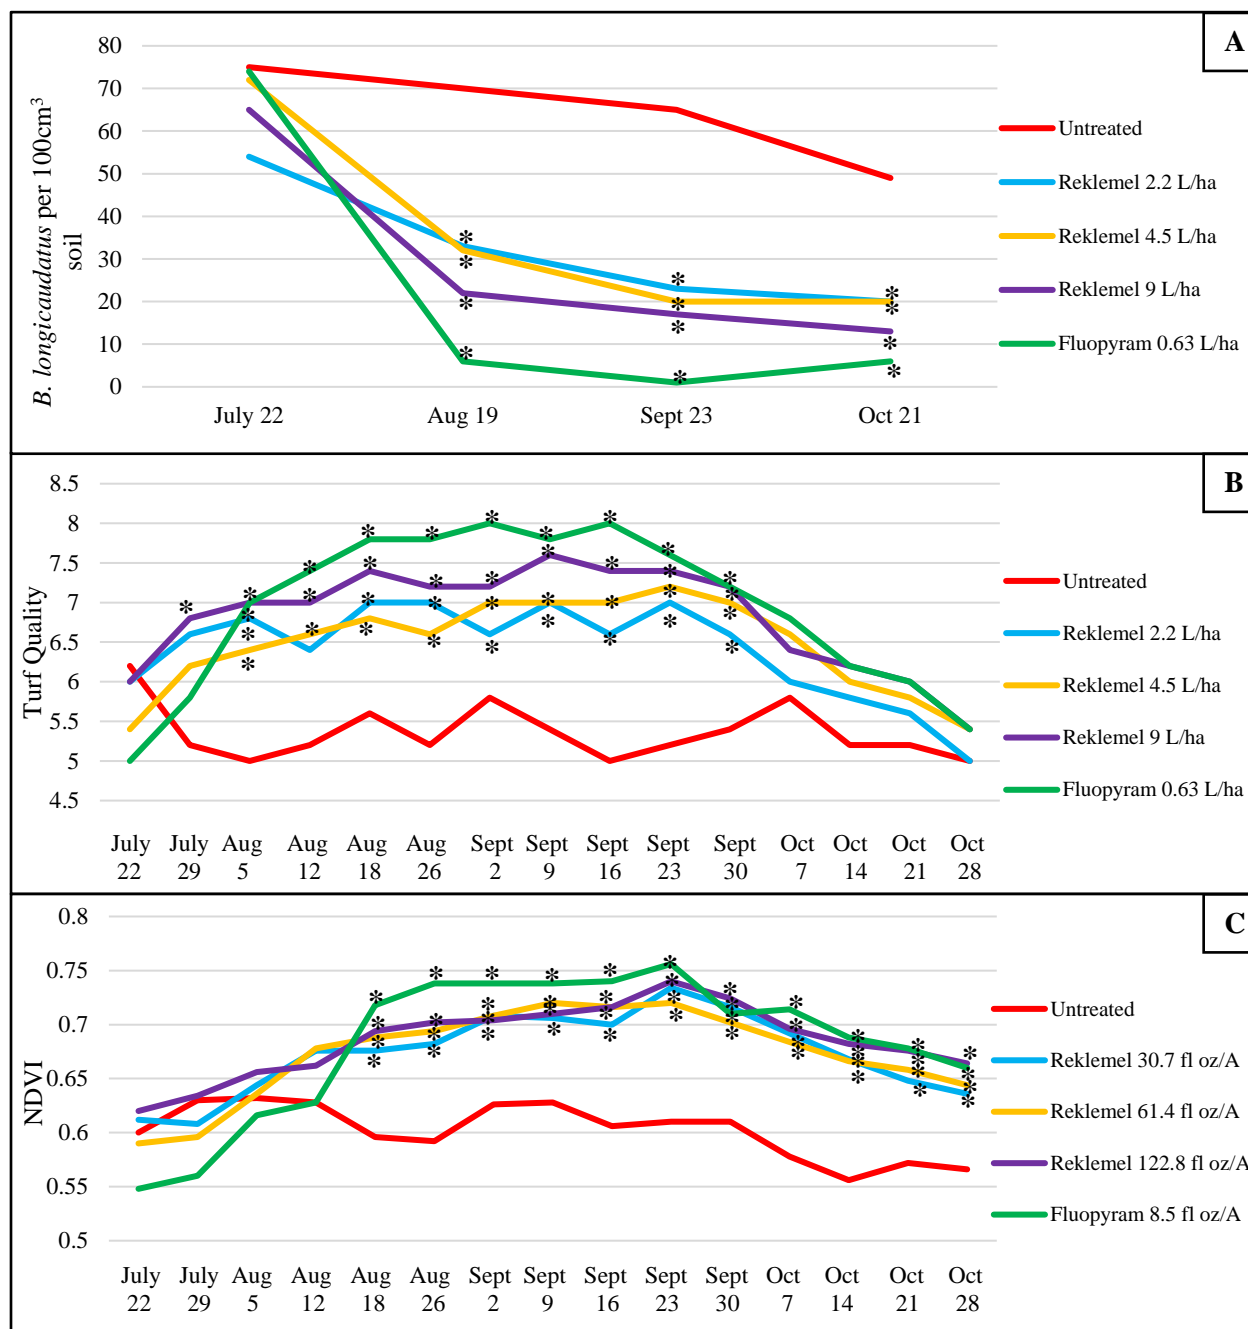 A
80
70
60
50
40
30
20
10
0
B. longicaudatus per 100cm³
soil
July 22 Aug 19 Sept 23 Oct 21
Untreated
Reklemel 2.2 L/ha
Reklemel 4.5 L/ha
Reklemel 9 L/ha
Fluopyram 0.63 L/ha
* * * * * * * * * * * *
B
8.5
8
7.5
7
6.5
6
5.5
5
4.5
Turf Quality
July July Aug Aug Aug Aug Sept Sept Sept Sept Sept Oct Oct Oct Oct
22 29 5 12 18 26 2 9 16 23 30 7 14 21 28
Untreated
Reklemel 2.2 L/ha
Reklemel 4.5 L/ha
Reklemel 9 L/ha
Fluopyram 0.63 L/ha
C
0.8
0.75
0.7
0.65
0.6
0.55
0.5
NDVI
July July Aug Aug Aug Aug Sept Sept Sept Sept Sept Oct Oct Oct Oct
22 29 5 12 18 26 2 9 16 23 30 7 14 21 28
Untreated
Reklemel 30.7 fl oz/A
Reklemel 61.4 fl oz/A
Reklemel 122.8 fl oz/A
Fluopyram 8.5 fl oz/A